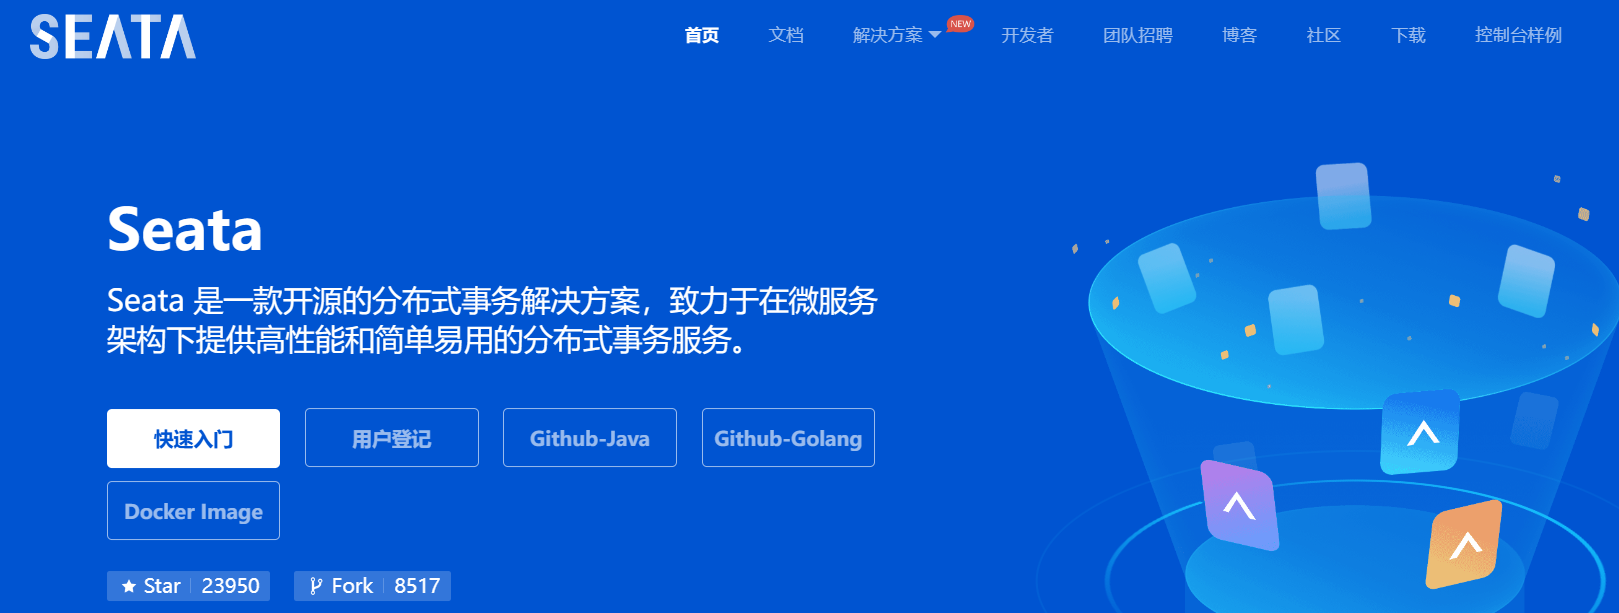 SEATA
首页 文档 解决方案 NEW 开发者 团队招聘 博客 社区 下载 控制台样例
Seata
Seata 是一款开源的分布式事务解决方案，致力于在微服务
架构下提供高性能和简单易用的分布式事务服务。
快速入门 用户登记 Github-Java Github-Golang
Docker Image
Star 23950 Fork 8517